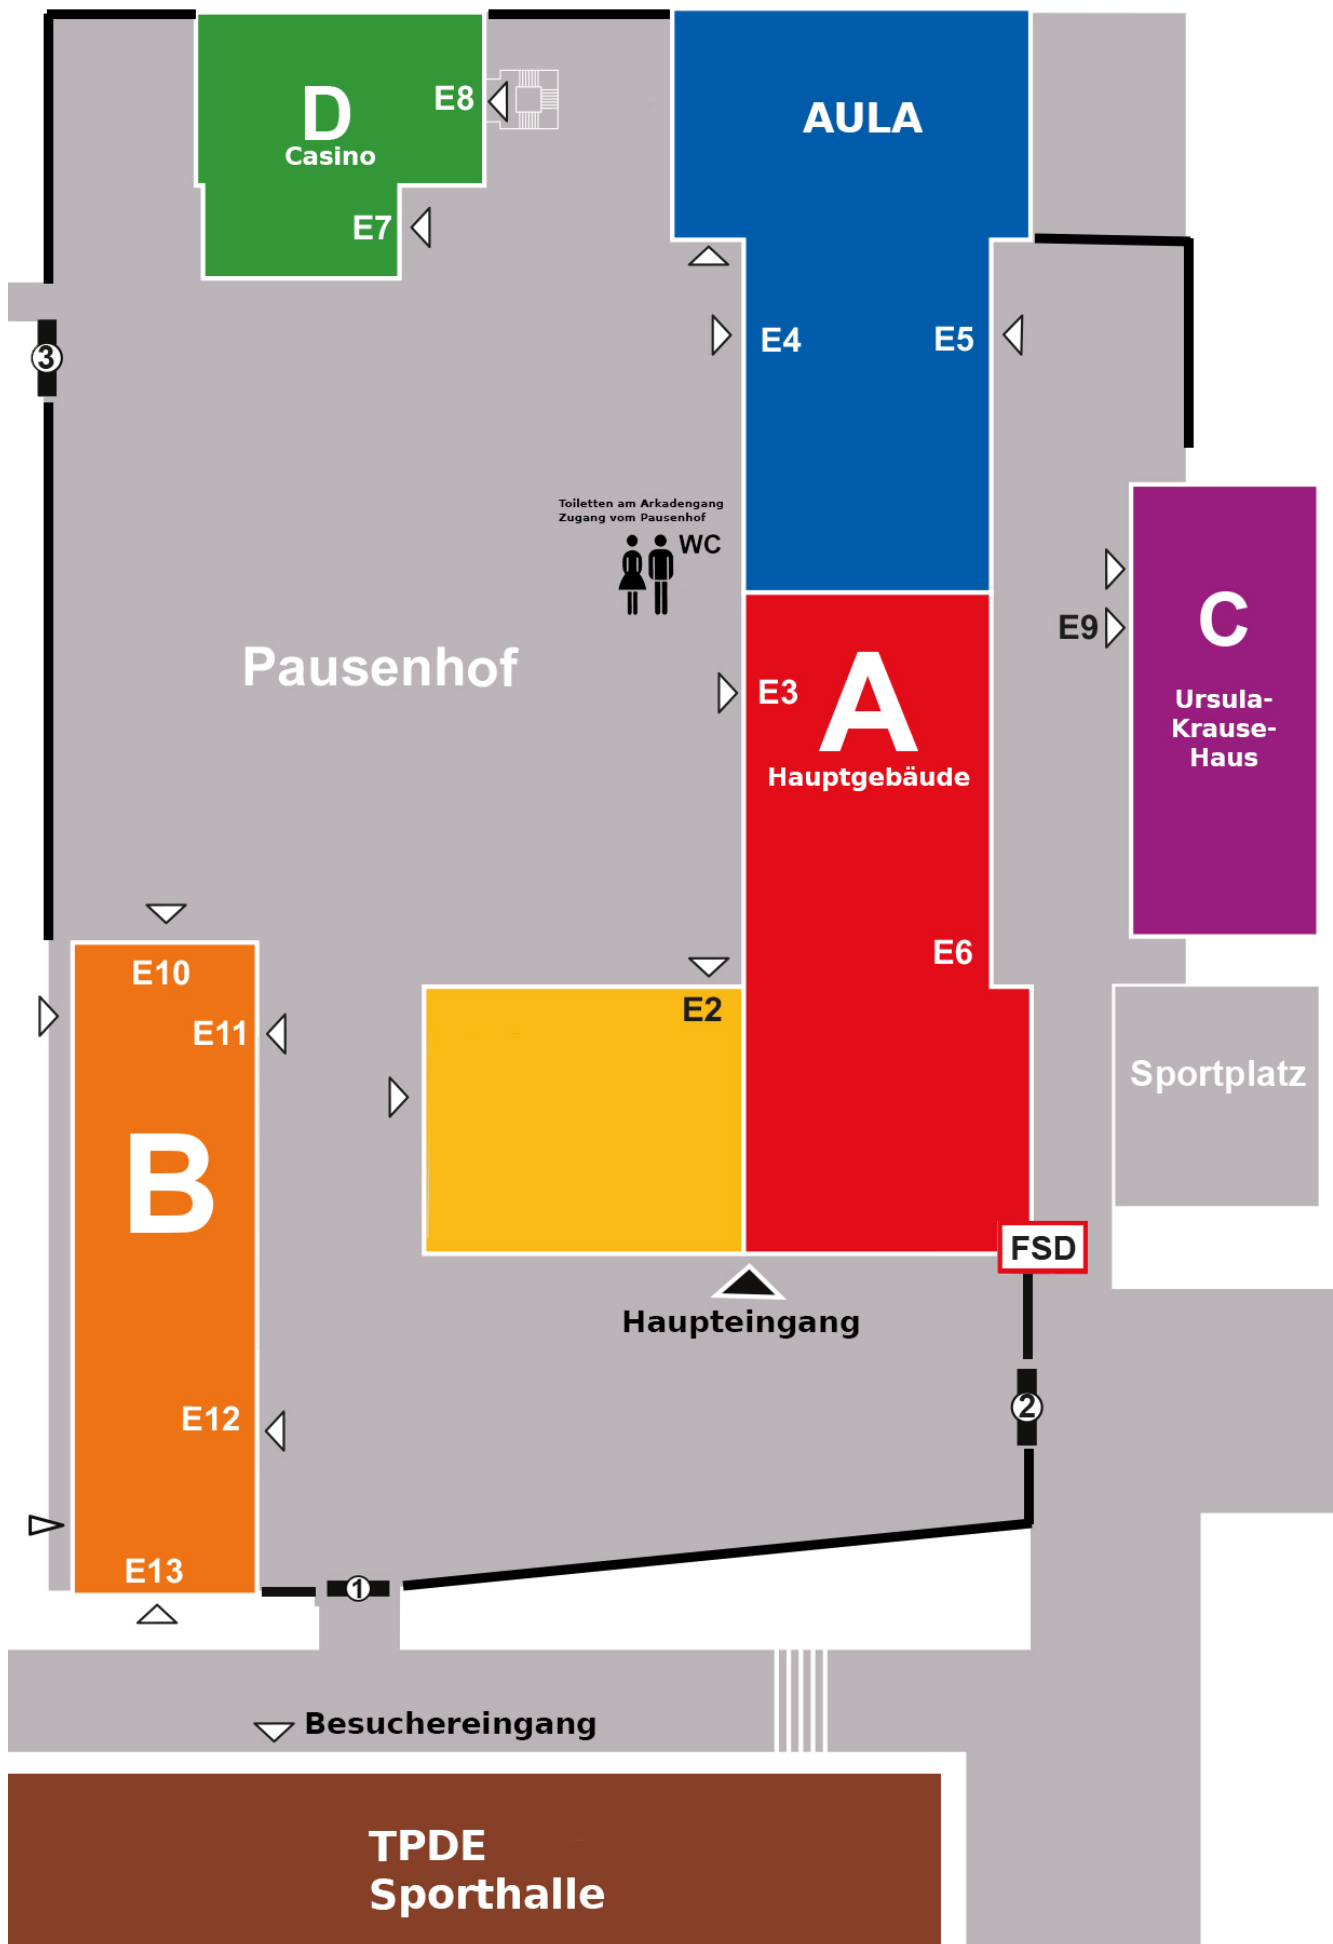 D
Casino
E8
E7
AULA
E4
E5
3
Toiletten am Arkadengang
Zugang vom Pausenhof
WC
Pausenhof
E3
A
Hauptgebäude
E9
C
Ursula-
Krause-
Haus
E6
E10
E11
E2
Sportplatz
B
FSD
Haupteingang
E12
2
E13
1
Besuchereingang
TPDE
Sporthalle